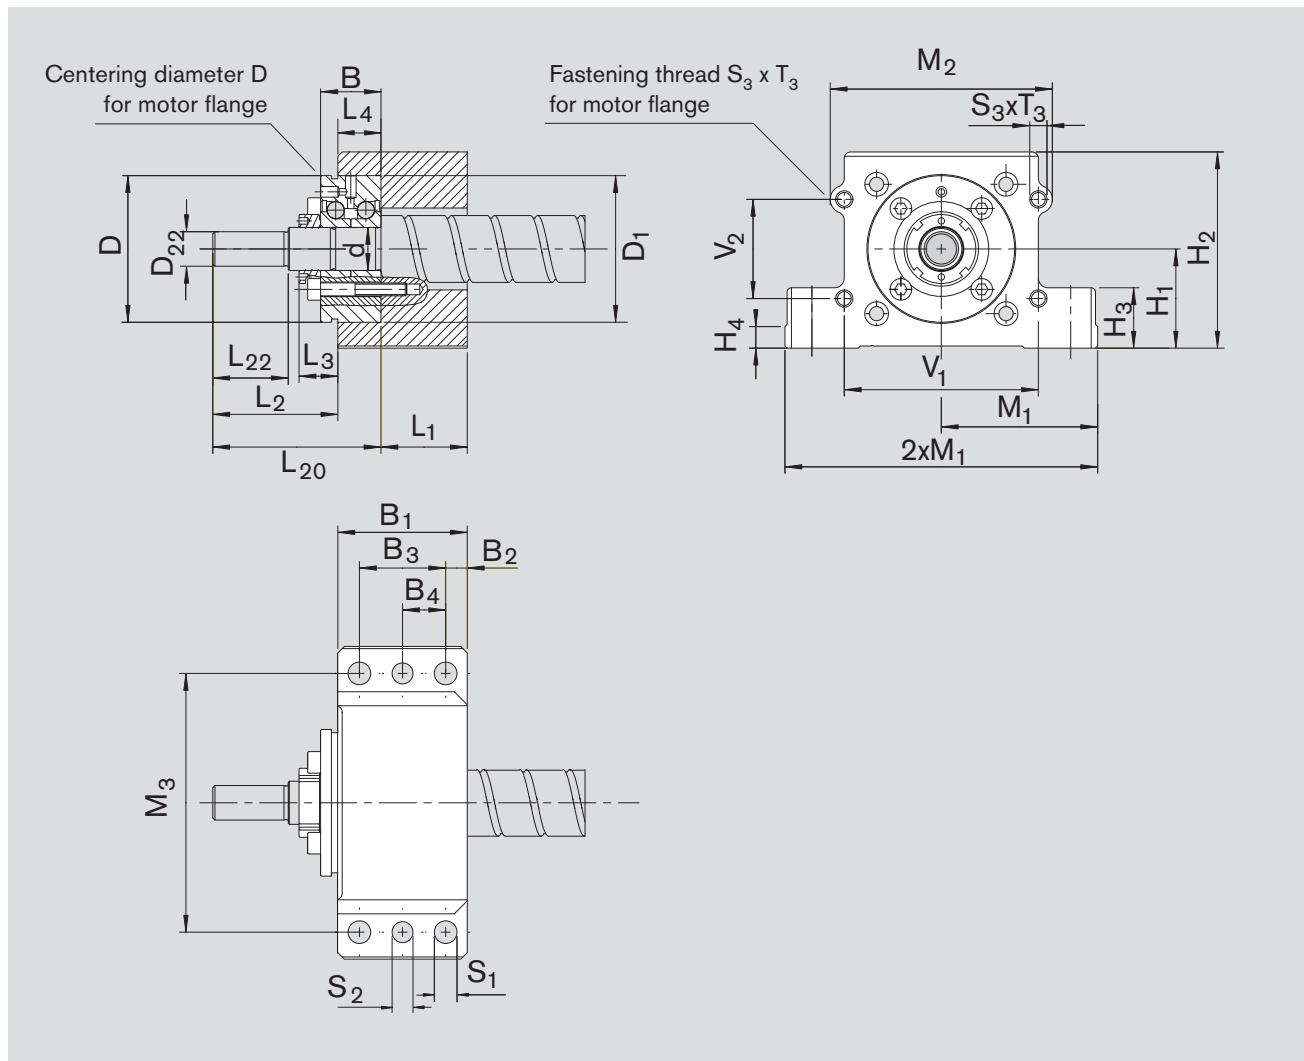 Centering diameter D
for motor flange
B
L4
D
D22
d
D1
L22
L3
L2
L1
L20
Fastening thread S3 x T3
for motor flange
M2
S3xT3
V2
H4
H3
H1
H2
V1
M1
2xM1
B1
B3
B2
B4
M3
S2
S1